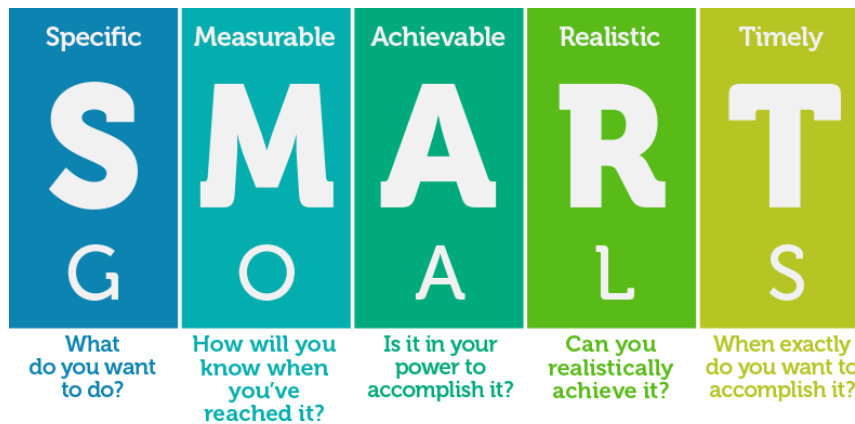 Specific
Measurable
Achievable
Realistic
Timely
S
M
A
R
T
G
O
A
L
S
What
do you want
to do?
How will you
know when
you've
reached it?
Is it in your
power to
accomplish it?
Can you
realistically
achieve it?
When exactly
do you want to
accomplish it?